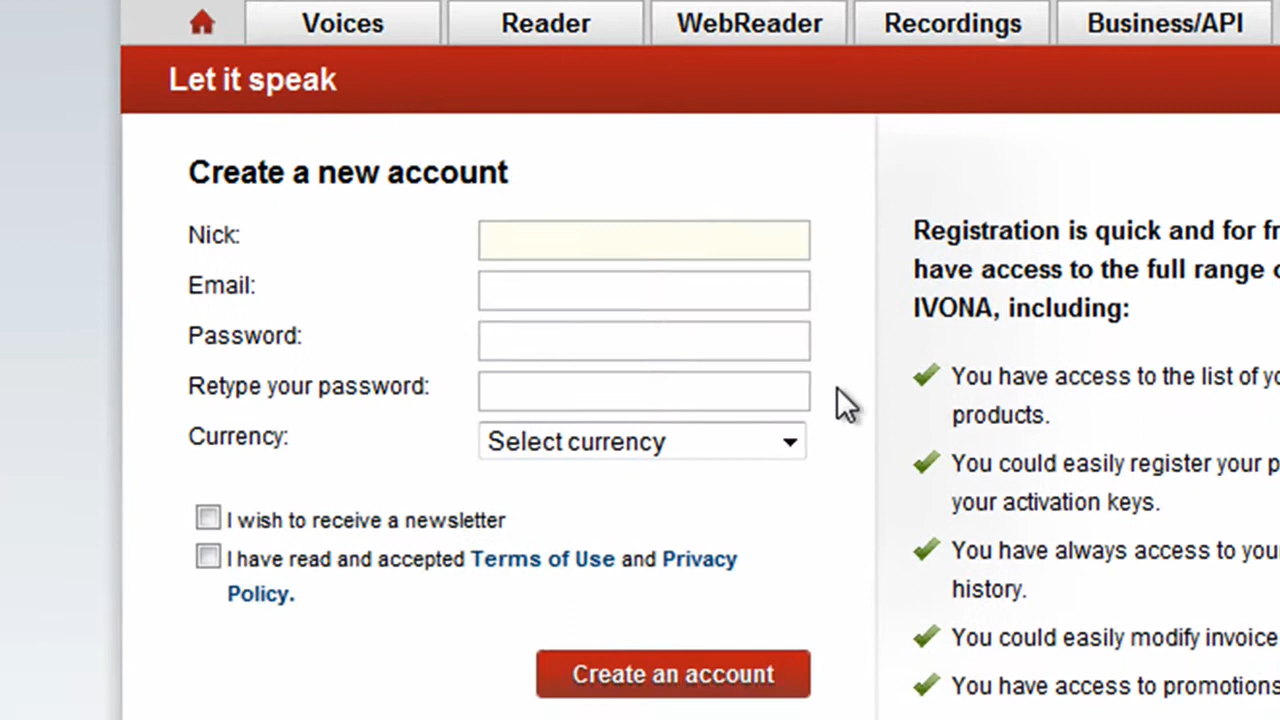 Voices Reader WebReader Recordings Business/API
Let it speak
Create a new account
Nick:
Email:
Password:
Retype your password:
Currency: Select currency
I wish to receive a newsletter
I have read and accepted Terms of Use and Privacy
Policy.
Create an account
Registration is quick and for
have access to the full range
IVONA, including:
You have access to the list of
products.
You could easily register your
your activation keys.
You have always access to
history.
You could easily modify invoice
You have access to promotions